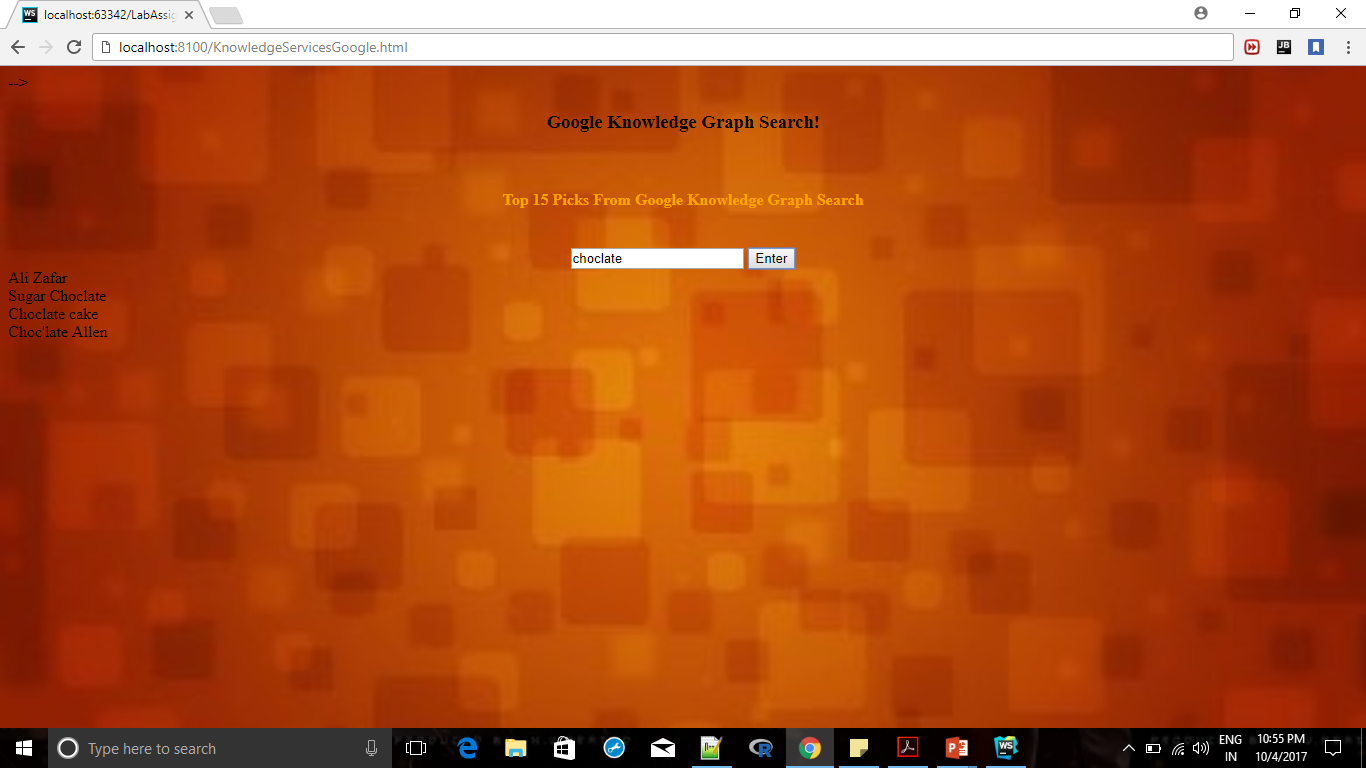 localhost:63342/LabAssig
localhost:8100/KnowledgeServicesGoogle.html
-->
Google Knowledge Graph Search!
Top 15 Picks From Google Knowledge Graph Search
choclate Enter
Ali Zafar
Sugar Choclate
Choclate cake
Choc'late Allen
Type here to search
ENG
IN
10:55 PM
10/4/2017